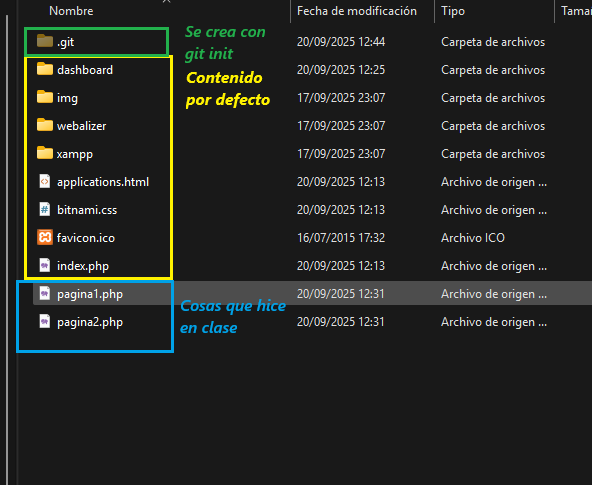 Nombre Fecha de modificación Tipo Tamai
.git 20/09/2025 12:44 Carpeta de archivos
Se crea con
git init
dashboard 20/09/2025 12:25 Carpeta de archivos
Contenido
por defecto
img 17/09/2025 23:07 Carpeta de archivos
webalizer 17/09/2025 23:07 Carpeta de archivos
xampp 17/09/2025 23:07 Carpeta de archivos
applications.html 20/09/2025 12:13 Archivo de origen ...
bitnami.css 20/09/2025 12:13 Archivo de origen ...
favicon.ico 16/07/2015 17:32 Archivo ICO
index.php 20/09/2025 12:13 Archivo de origen ...
pagina1.php 20/09/2025 12:31 Archivo de origen ...
Cosas que hice
en clase
pagina2.php 20/09/2025 12:31 Archivo de origen ...